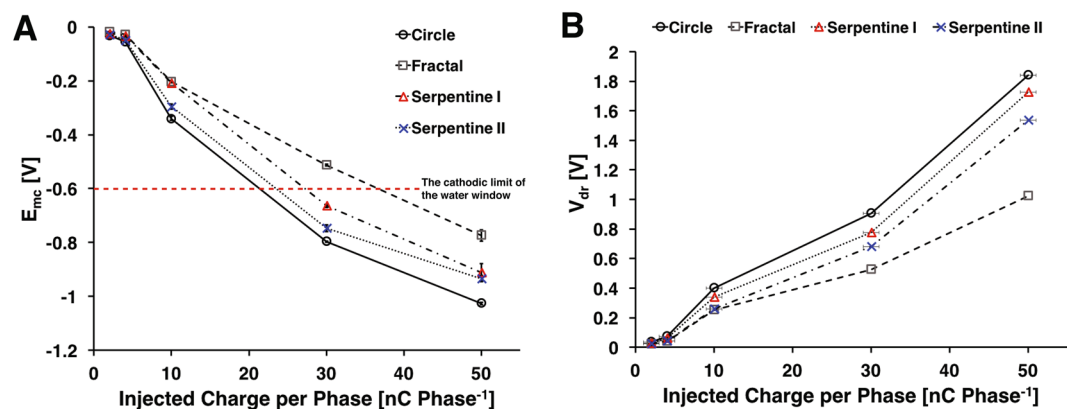 A
B
Circle
Fractal
Serpentine I
Serpentine II
The cathodic limit of
the water window
0
-0.2
-0.4
-0.6
-0.8
-1
-1.2
Emc [V]
0 10 20 30 40 50
Injected Charge per Phase [nC Phase⁻¹]
Circle Fractal Serpentine I Serpentine II
2
1.8
1.6
1.4
1.2
1
0.8
0.6
0.4
0.2
0
Vdr [V]
0 10 20 30 40 50
Injected Charge per Phase [nC Phase⁻¹]